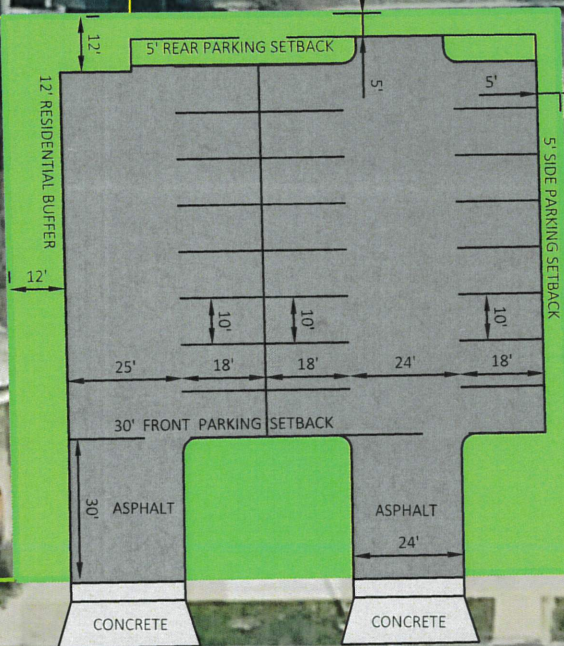 12'
5' REAR PARKING SETBACK
5'
5'
12' RESIDENTIAL BUFFER
5' SIDE PARKING SETBACK
12'
10'
10'
10'
25'
18'
18'
24'
18'
30' FRONT PARKING SETBACK
30'
ASPHALT
ASPHALT
24'
CONCRETE
CONCRETE